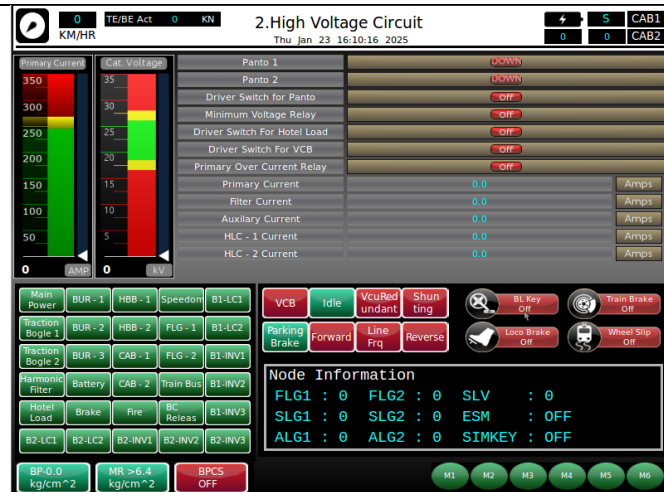 0 TE/BE Act 0 KN 2.High Voltage Circuit S CAB1
KM/HR Thu Jan 23 16:10:16 2025 0 0 CAB2
Primary Current Cat. Voltage
350 35
300 30
250 25
200 20
150 15
100 10
50 5
0 AMP 0 kV
Panto 1 DOWN
Panto 2 DOWN
Driver Switch for Panto Off
Minimum Voltage Relay Off
Driver Switch For Hotel Load Off
Driver Switch For VCB Off
Primary Over Current Relay Off
Primary Current 0.0 Amps
Filter Current 0.0 Amps
Auxilary Current 0.0 Amps
HLC - 1 Current 0.0 Amps
HLC - 2 Current 0.0 Amps
Main Power BUR - 1 HBB - 1 Speedom B1-LC1
Traction Bogle 1 BUR - 2 HBB - 2 FLG - 1 B1-LC2
Traction Bogle 2 BUR - 3 CAB - 1 FLG - 2 B1-INV1
Harmonic Filter Battery CAB - 2 Train Bus B1-INV2
Hotel Load Brake Fire BC Releas B1-INV3
B2-LC1 B2-LC2 B2-INV1 B2-INV2 B2-INV3
VCB Idle VcuRed undant Shun ting
Parking Brake Forward Line Frq Reverse
BL Key Off Train Brake Off
Loco Brake Off Wheel Slip Off
Node Information
FLG1 : 0 FLG2 : 0 SLV : 0
SLG1 : 0 SLG2 : 0 ESM : OFF
ALG1 : 0 ALG2 : 0 SIMKEY : OFF
BP-0.0 kg/cm^2 MR >6.4 kg/cm^2 BPCS OFF
M1 M2 M3 M4 M5 M6